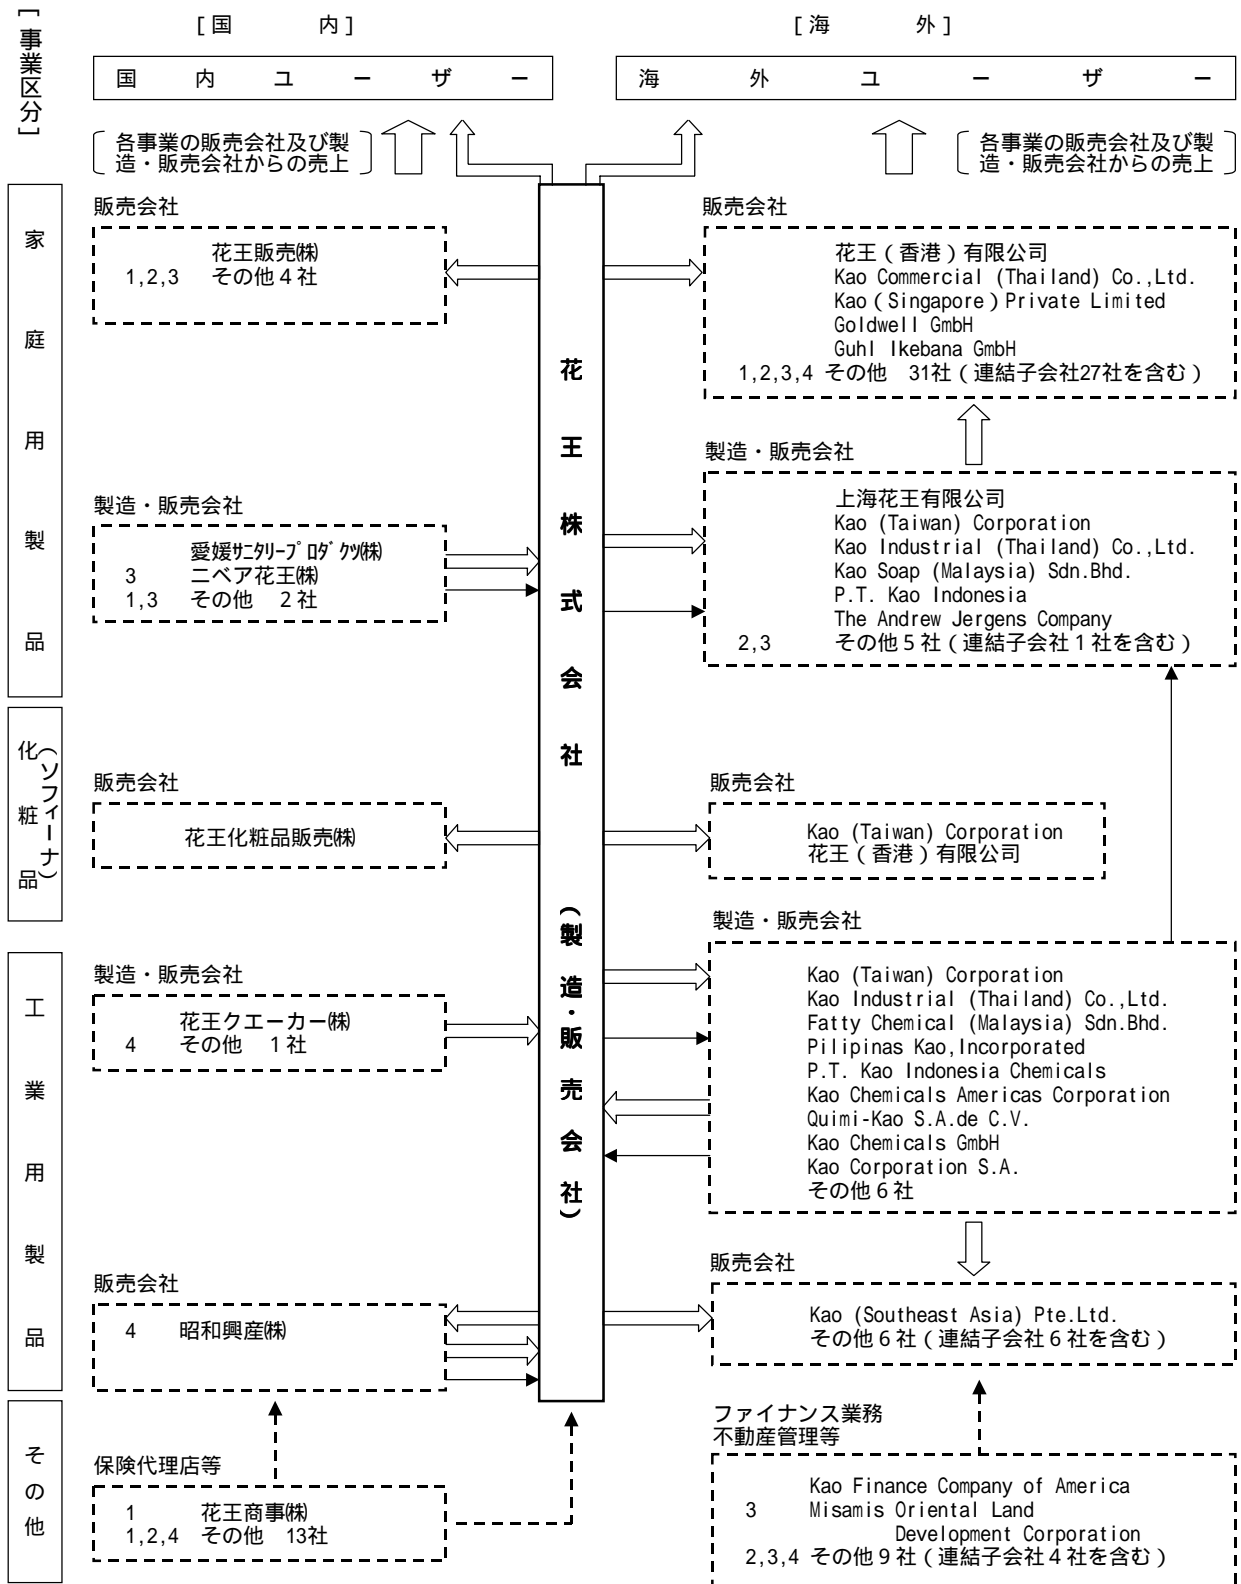 [事業区分]
[国 内]
[海 外]
国内ユーザー
海外ユーザー
各事業の販売会社及び製
造・販売会社からの売上
各事業の販売会社及び製
造・販売会社からの売上
家庭用製品
販売会社
花王販売㈱
1,2,3 その他4社
販売会社
花王(香港)有限公司
Kao Commercial (Thailand) Co.,Ltd.
Kao(Singapore)Private Limited
Goldwell GmbH
Guhl Ikebana GmbH
1,2,3,4 その他 31社(連結子会社27社を含む)
製造・販売会社
愛媛ｻﾆﾀﾘｰﾌﾟﾛﾀﾞｸﾂ㈱
3 ニベア花王㈱
1,3 その他 2社
製造・販売会社
上海花王有限公司
Kao (Taiwan) Corporation
Kao Industrial (Thailand) Co.,Ltd.
Kao Soap (Malaysia) Sdn.Bhd.
P.T. Kao Indonesia
The Andrew Jergens Company
2,3 その他5社(連結子会社1社を含む)
花王株式会社(製造・販売会社)
化粧品
(ソフィーナ)
販売会社
花王化粧品販売㈱
販売会社
Kao (Taiwan) Corporation
花王(香港)有限公司
工業用製品
製造・販売会社
花王クエーカー㈱
4 その他 1社
製造・販売会社
Kao (Taiwan) Corporation
Kao Industrial (Thailand) Co.,Ltd.
Fatty Chemical (Malaysia) Sdn.Bhd.
Pilipinas Kao,Incorporated
P.T. Kao Indonesia Chemicals
Kao Chemicals Americas Corporation
Quimi-Kao S.A.de C.V.
Kao Chemicals GmbH
Kao Corporation S.A.
その他6社
販売会社
4 昭和興産㈱
販売会社
Kao (Southeast Asia) Pte.Ltd.
その他6社(連結子会社6社を含む)
その他
保険代理店等
1 花王商事㈱
1,2,4 その他 13社
ファイナンス業務
不動産管理等
Kao Finance Company of America
3 Misamis Oriental Land
Development Corporation
2,3,4 その他9社(連結子会社4社を含む)